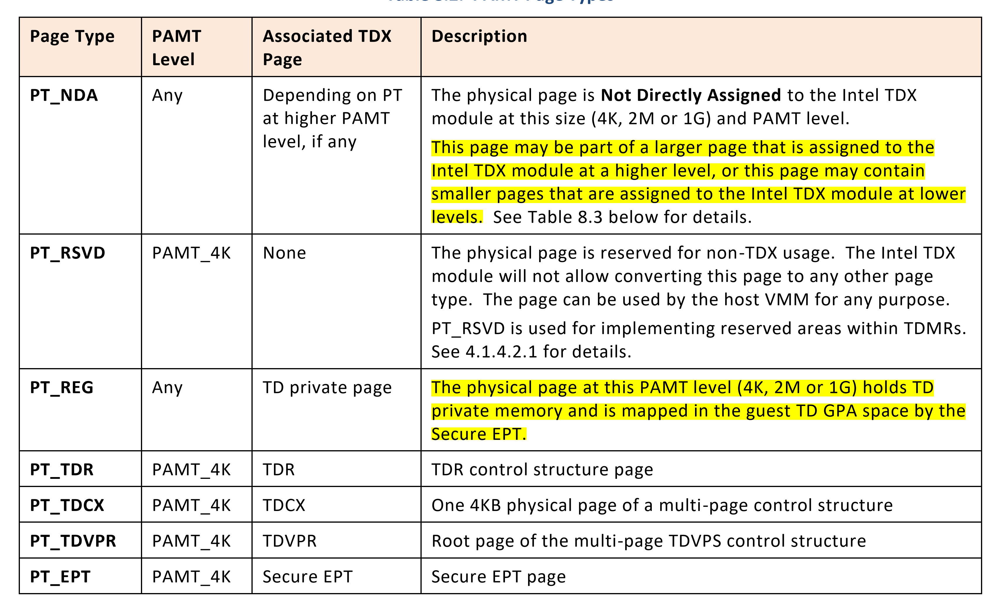 Page Type
PAMT
Level
Associated TDX
Page
Description
PT_NDA
Any
Depending on PT
at higher PAMT
level, if any
The physical page is Not Directly Assigned to the Intel TDX
module at this size (4K, 2M or 1G) and PAMT level.
This page may be part of a larger page that is assigned to the
Intel TDX module at a higher level, or this page may contain
smaller pages that are assigned to the Intel TDX module at lower
levels. See Table 8.3 below for details.
PT_RSVD
PAMT_4K
None
The physical page is reserved for non-TDX usage. The Intel TDX
module will not allow converting this page to any other page
type. The page can be used by the host VMM for any purpose.
PT_RSVD is used for implementing reserved areas within TDMRs.
See 4.1.4.2.1 for details.
PT_REG
Any
TD private page
The physical page at this PAMT level (4K, 2M or 1G) holds TD
private memory and is mapped in the guest TD GPA space by the
Secure EPT.
PT_TDR
PAMT_4K
TDR
TDR control structure page
PT_TDCX
PAMT_4K
TDCX
One 4KB physical page of a multi-page control structure
PT_TDVPR
PAMT_4K
TDVPR
Root page of the multi-page TDVPS control structure
PT_EPT
PAMT_4K
Secure EPT
Secure EPT page